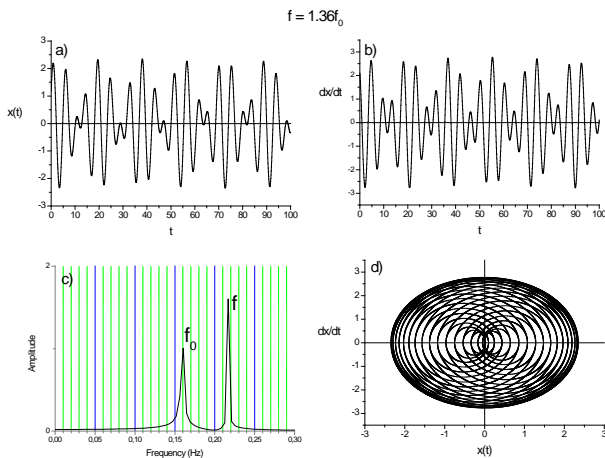 f = 1.36f₀
a)
x(t)
3
2
1
0
-1
-2
-3
0 10 20 30 40 50 60 70 80 90 100
t
b)
dx/dt
3
2
1
0
-1
-2
-3
0 10 20 30 40 50 60 70 80 90 100
t
c)
Amplitude
2
1
0
f₀
f
0,00 0,05 0,10 0,15 0,20 0,25 0,30
Frequency (Hz)
d)
dx/dt
3
2
1
0
-1
-2
-3
-3 -2 -1 0 1 2 3
x(t)